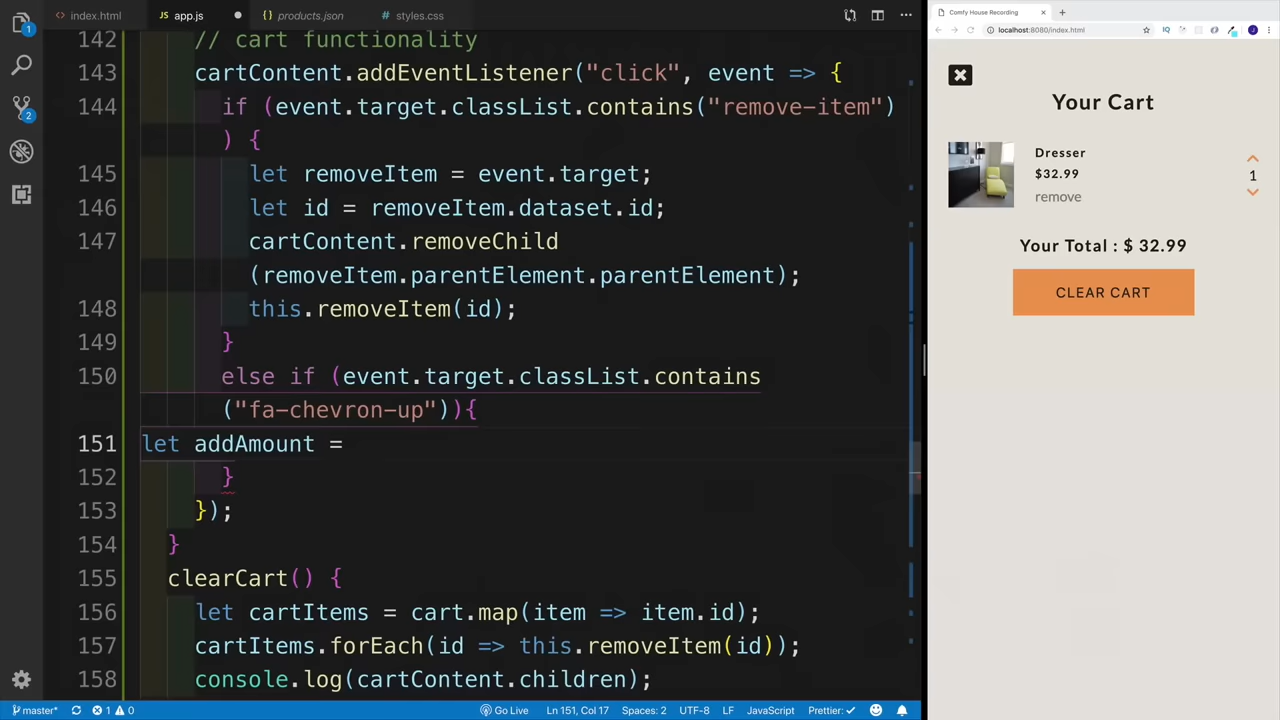 index.html
app.js
products.json
styles.css
Comfy House Recording
localhost:8080/index.html
142 // cart functionality
143 cartContent.addEventListener("click", event => {
144 if (event.target.classList.contains("remove-item")
) {
145 let removeItem = event.target;
146 let id = removeItem.dataset.id;
147 cartContent.removeChild
(removeItem.parentElement.parentElement);
148 this.removeItem(id);
149 }
150 else if (event.target.classList.contains
("fa-chevron-up")){
151 let addAmount =
152 }
153 });
154 }
155 clearCart() {
156 let cartItems = cart.map(item => item.id);
157 cartItems.forEach(id => this.removeItem(id));
158 console.log(cartContent.children);
Your Cart
Dresser
$32.99
remove
1
Your Total : $ 32.99
CLEAR CART
1
2
master*
1
0
Go Live
Ln 151, Col 17
Spaces: 2
UTF-8
LF
JavaScript
Prettier: ✓
IQ
J